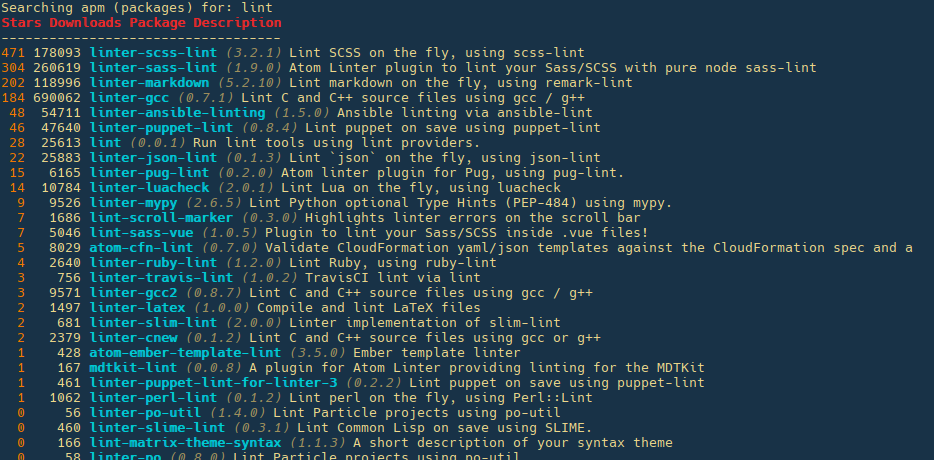 Searching apm (packages) for: lint
Stars Downloads Package Description
-----------------------------------
471 178093 linter-scss-lint (3.2.1) Lint SCSS on the fly, using scss-lint
304 260619 linter-sass-lint (1.9.0) Atom Linter plugin to lint your Sass/SCSS with pure node sass-lint
202 118996 linter-markdown (5.2.10) Lint markdown on the fly, using remark-lint
184 690062 linter-gcc (0.7.1) Lint C and C++ source files using gcc / g++
48 54711 linter-ansible-linting (1.5.0) Ansible linting via ansible-lint
46 47640 linter-puppet-lint (0.8.4) Lint puppet on save using puppet-lint
28 25613 lint (0.0.1) Run lint tools using lint providers.
22 25883 linter-json-lint (0.1.3) Lint `json` on the fly, using json-lint
15 6165 linter-pug-lint (0.2.0) Atom linter plugin for Pug, using pug-lint.
14 10784 linter-luacheck (2.0.1) Lint Lua on the fly, using luacheck
9 9526 linter-mypy (2.6.5) Lint Python optional Type Hints (PEP-484) using mypy.
7 1686 lint-scroll-marker (0.3.0) Highlights linter errors on the scroll bar
7 5046 lint-sass-vue (1.0.5) Plugin to lint your Sass/SCSS inside .vue files!
5 8029 atom-cfn-lint (0.7.0) Validate CloudFormation yaml/json templates against the CloudFormation spec and a
4 2640 linter-ruby-lint (1.2.0) Lint Ruby, using ruby-lint
3 756 linter-travis-lint (1.0.2) TravisCI lint via lint
3 9571 linter-gcc2 (0.8.7) Lint C and C++ source files using gcc / g++
2 1497 linter-latex (1.0.0) Compile and lint LaTeX files
2 681 linter-slim-lint (2.0.0) Linter implementation of slim-lint
2 2379 linter-cnew (0.1.2) Lint C and C++ source files using gcc or g++
1 428 atom-ember-template-lint (3.5.0) Ember template linter
1 167 mdtkit-lint (0.0.8) A plugin for Atom Linter providing linting for the MDTKit
1 461 linter-puppet-lint-for-linter-3 (0.2.2) Lint puppet on save using puppet-lint
1 1062 linter-perl-lint (0.1.2) Lint perl on the fly, using Perl::Lint
0 56 linter-po-util (1.4.0) Lint Particle projects using po-util
0 460 linter-slime-lint (0.3.1) Lint Common Lisp on save using SLIME.
0 166 lint-matrix-theme-syntax (1.1.3) A short description of your syntax theme
0 58 linter-po (0.8.0) Lint Particle projects using po-util